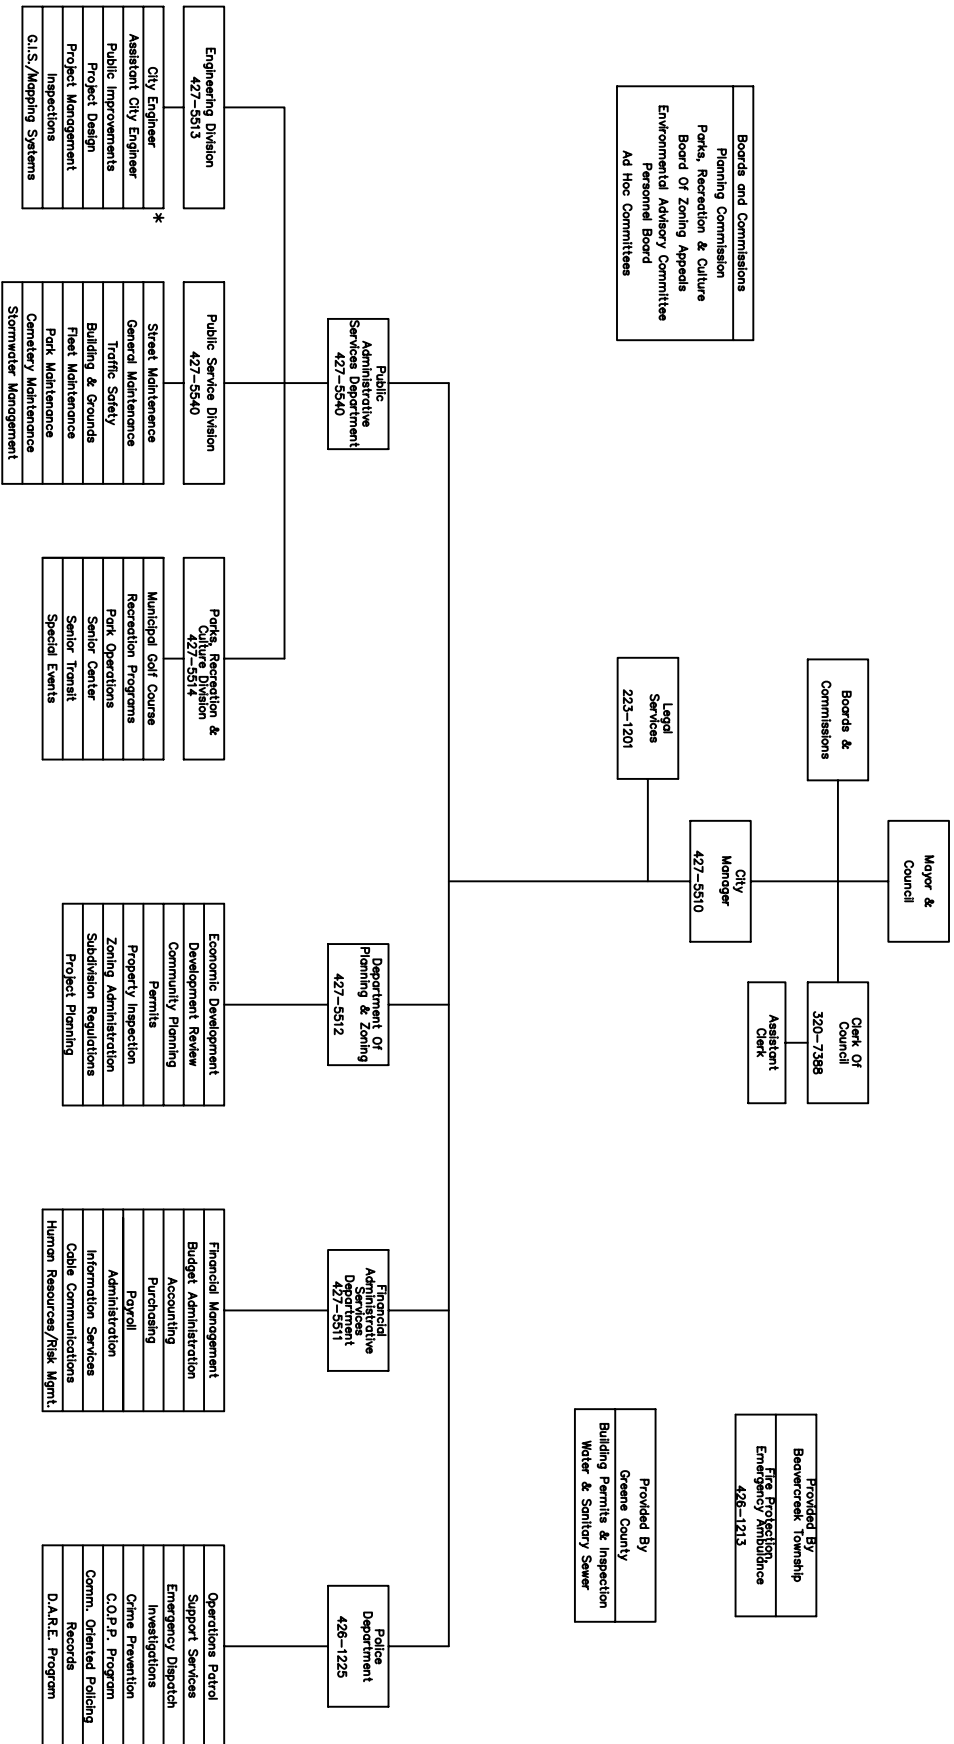 Mayor &
Council
Boards &
Commissions
Clerk Of
Council
320-7388
Assistant
Clerk
City
Manager
427-5510
Legal
Services
223-1201
Boards and Commissions
Planning Commission
Parks, Recreation & Culture
Board Of Zoning Appeals
Environmental Advisory Committee
Personnel Board
Ad Hoc Committees
Provided By
Beavercreek Township
Fire Protection,
Emergency Ambulance
426-1213
Provided By
Greene County
Building Permits & Inspection
Water & Sanitary Sewer
Public
Administrative
Services Department
427-5540
Department Of
Planning & Zoning
427-5512
Financial
Administrative
Services
Department
427-5511
Police
Department
426-1225
Engineering Division
427-5513
City Engineer
*
Assistant City Engineer
Public Improvements
Project Design
Project Management
Inspections
G.I.S./Mapping Systems
Public Service Division
427-5540
Street Maintenence
General Maintenance
Traffic Safety
Building & Grounds
Fleet Maintenance
Park Maintenance
Cemetery Maintenance
Stormwater Management
Parks, Recreation &
Culture Division
427-5514
Municipal Golf Course
Recreation Programs
Park Operations
Senior Center
Senior Transit
Special Events
Economic Development
Development Review
Community Planning
Permits
Property Inspection
Zoning Administration
Subdivision Regulations
Project Planning
Financial Management
Budget Administration
Accounting
Purchasing
Payroll
Administration
Information Services
Cable Communications
Human Resources/Risk Mgmt.
Operations Patrol
Support Services
Emergency Dispatch
Investigations
Crime Prevention
C.O.P.P. Program
Comm. Oriented Policing
Records
D.A.R.E. Program